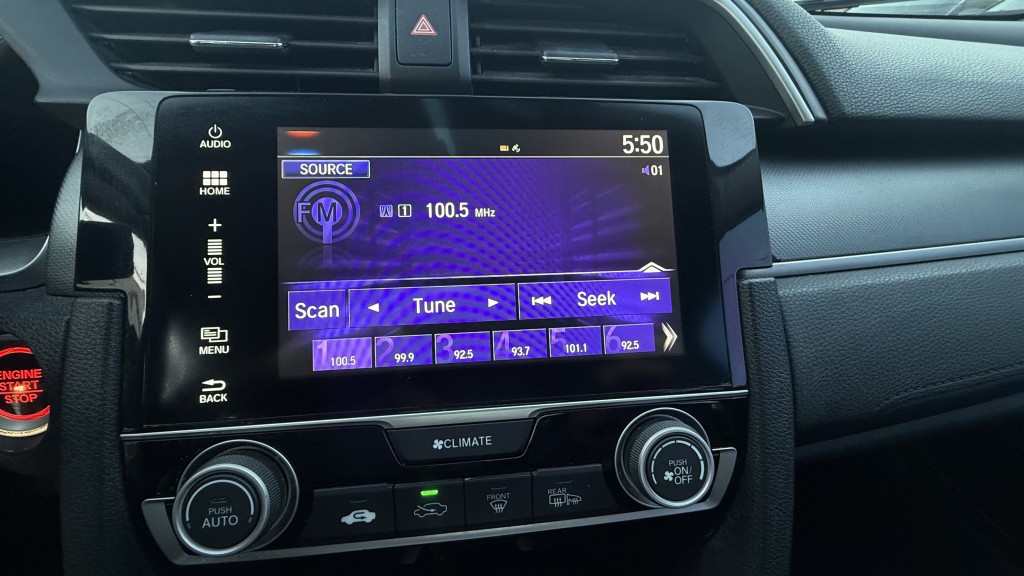 AUDIO
HOME
+
VOL
−
MENU
BACK
5:50
SOURCE
01
FM
1 100.5 MHz
Scan
Tune
Seek
1 100.5
2 99.9
3 92.5
4 93.7
5 101.1
6 92.5
ENGINE
START
STOP
CLIMATE
PUSH
AUTO
FRONT
REAR
PUSH
ON/
OFF